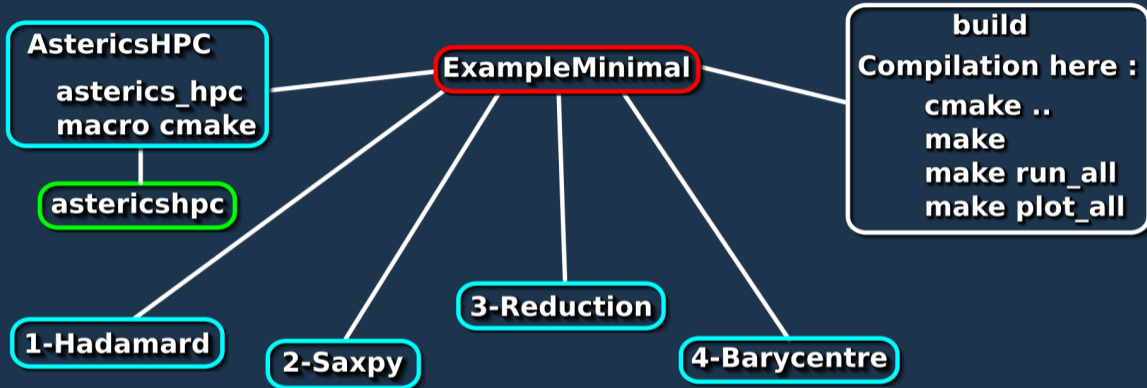 AstericsHPC
asterics_hpc
macro cmake
astericshpc
ExampleMinimal
build
Compilation here :
cmake ..
make
make run_all
make plot_all
1-Hadamard
2-Saxpy
3-Reduction
4-Barycentre